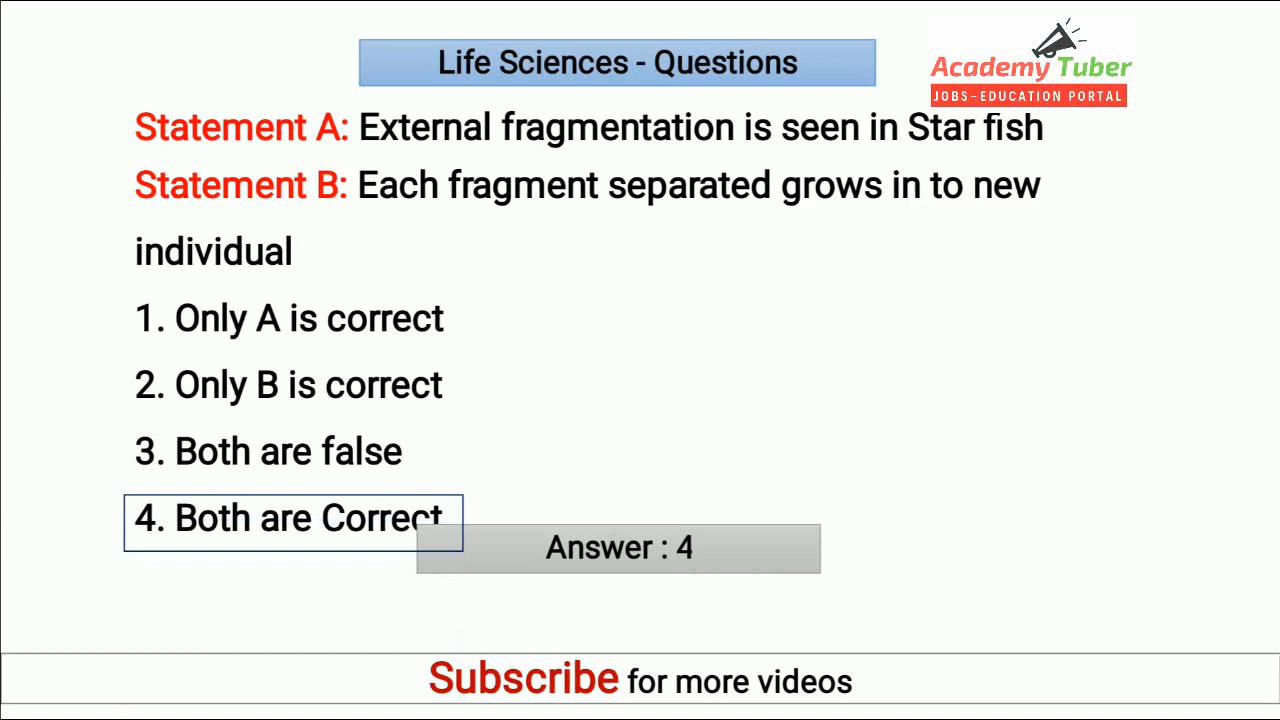 Life Sciences - Questions
Academy Tuber
JOBS-EDUCATION PORTAL
Statement A: External fragmentation is seen in Star fish
Statement B: Each fragment separated grows in to new
individual
1. Only A is correct
2. Only B is correct
3. Both are false
4. Both are Correct
Answer : 4
Subscribe for more videos